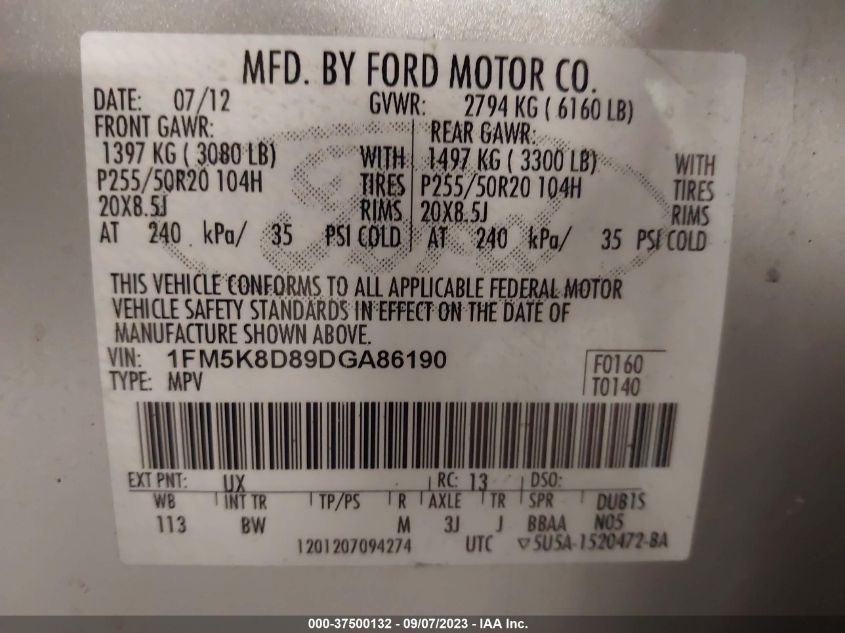 MFD. BY FORD MOTOR CO.
DATE: 07/12 GVWR: 2794 KG ( 6160 LB)
FRONT GAWR: REAR GAWR:
1397 KG ( 3080 LB) WITH 1497 KG ( 3300 LB) WITH
P255/50R20 104H TIRES P255/50R20 104H TIRES
20X8.5J RIMS 20X8.5J RIMS
AT 240 kPa/ 35 PSI COLD AT 240 kPa/ 35 PSI COLD
Ford
THIS VEHICLE CONFORMS TO ALL APPLICABLE FEDERAL MOTOR
VEHICLE SAFETY STANDARDS IN EFFECT ON THE DATE OF
MANUFACTURE SHOWN ABOVE.
VIN: 1FM5K8D89DGA86190 F0160
TYPE: MPV T0140
EXT PNT: UX RC: 13 DSO:
WB INT TR TP/PS R AXLE TR SPR DUB1S
113 BW M 3J J BBAA N05
1201207094274 UTC ▽5U5A-1520472-BA
000-37500132 - 09/07/2023 - ©IAA Inc.